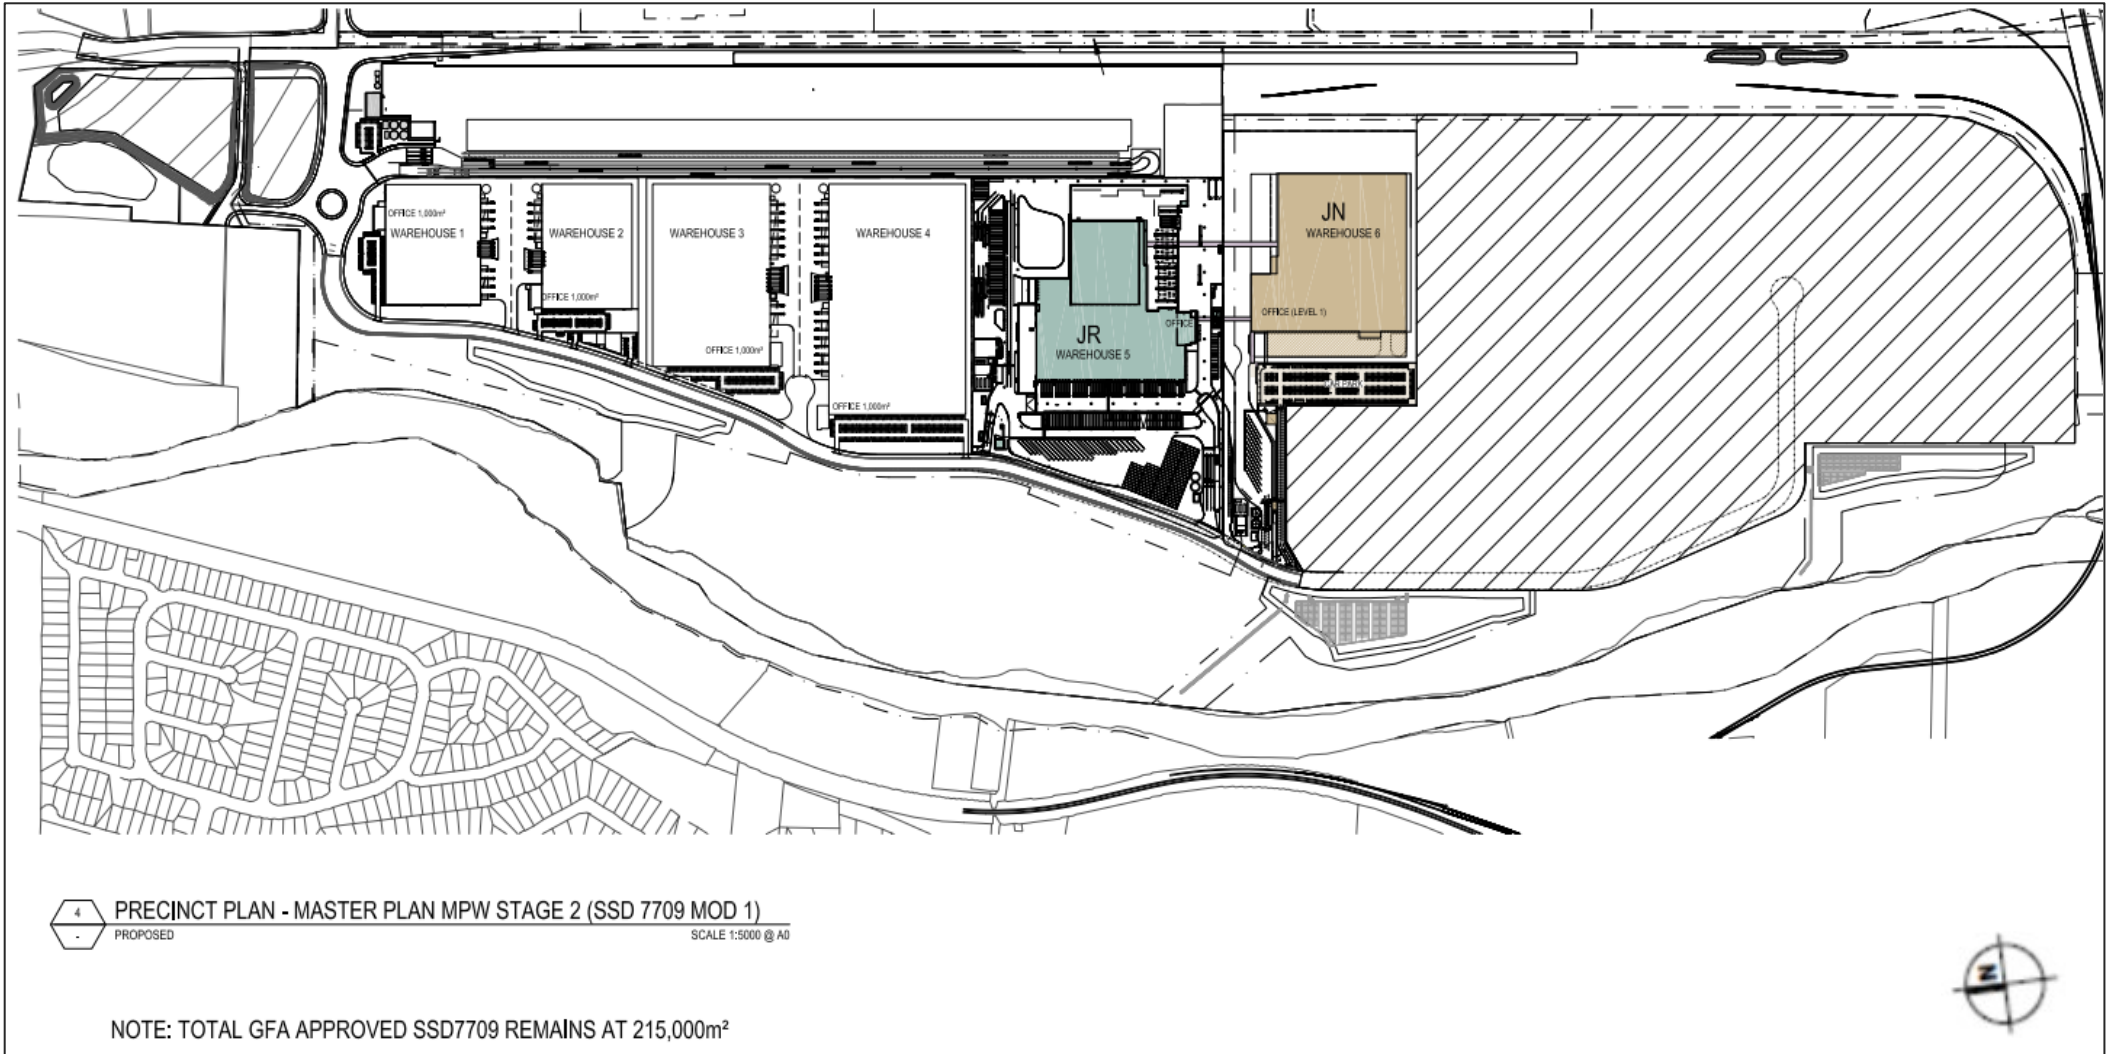 OFFICE 1,000m²
WAREHOUSE 1
WAREHOUSE 2
OFFICE 1,000m²
WAREHOUSE 3
OFFICE 1,000m²
WAREHOUSE 4
OFFICE 1,000m²
JR
WAREHOUSE 5
OFFICE
JN
WAREHOUSE 6
OFFICE (LEVEL 1)
CAR PARK
4
-
PRECINCT PLAN - MASTER PLAN MPW STAGE 2 (SSD 7709 MOD 1)
PROPOSED
SCALE 1:5000 @ A0
N
NOTE: TOTAL GFA APPROVED SSD7709 REMAINS AT 215,000m²